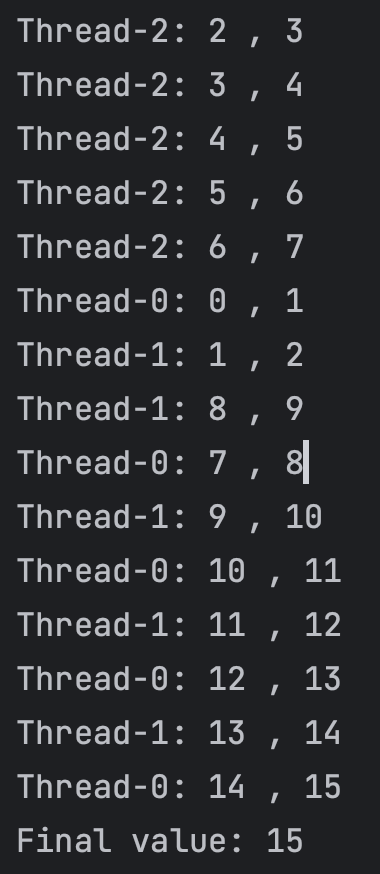 Thread-2: 2 , 3
Thread-2: 3 , 4
Thread-2: 4 , 5
Thread-2: 5 , 6
Thread-2: 6 , 7
Thread-0: 0 , 1
Thread-1: 1 , 2
Thread-1: 8 , 9
Thread-0: 7 , 8
Thread-1: 9 , 10
Thread-0: 10 , 11
Thread-1: 11 , 12
Thread-0: 12 , 13
Thread-1: 13 , 14
Thread-0: 14 , 15
Final value: 15